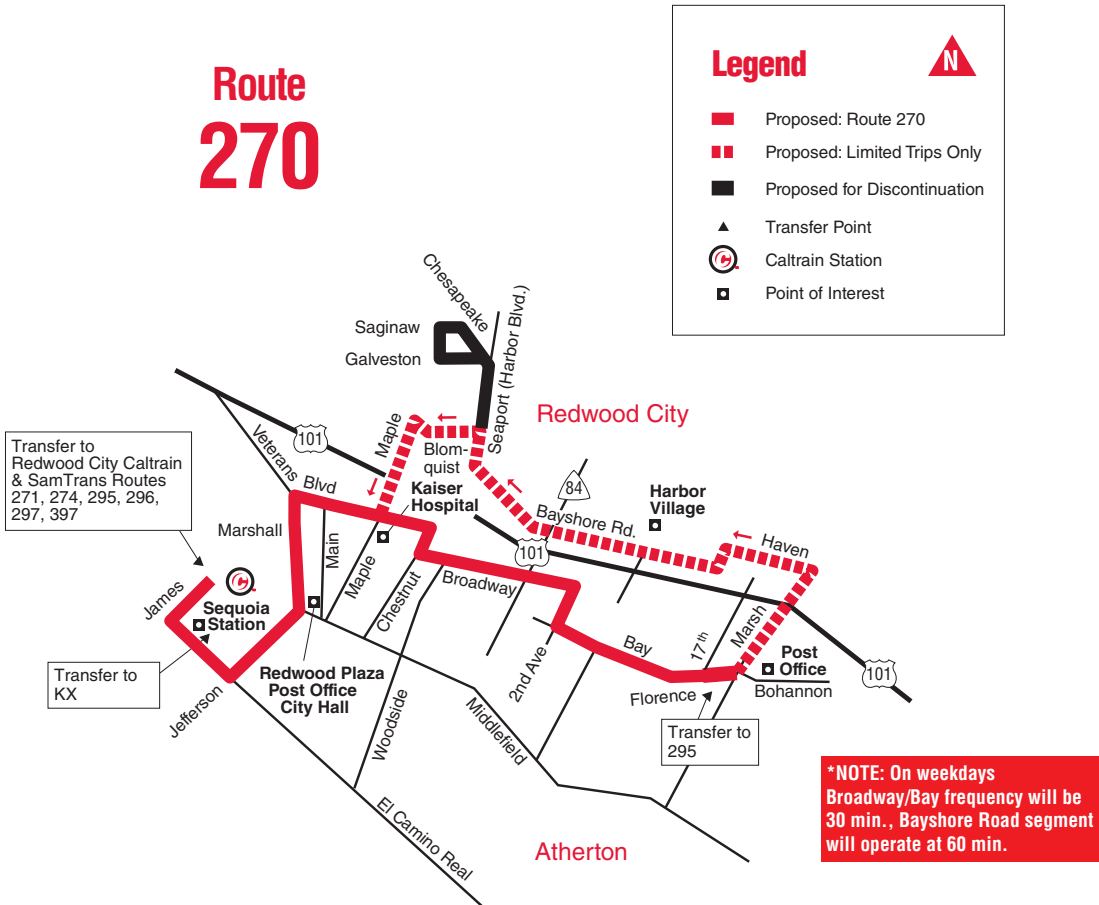 Route
270
Legend
N
Proposed: Route 270
Proposed: Limited Trips Only
Proposed for Discontinuation
Transfer Point
C
Caltrain Station
Point of Interest
Chesapeake
Saginaw
Galveston
Seaport (Harbor Blvd.)
Redwood City
Maple
Blom-
quist
101
Veterans
Blvd
Transfer to
Redwood City Caltrain
& SamTrans Routes
271, 274, 295, 296,
297, 397
Kaiser
Hospital
84
Harbor
Village
Bayshore Rd.
Haven
101
Marshall
Main
Maple
Chestnut
Broadway
C
James
Sequoia
Station
Transfer to
KX
Jefferson
Redwood Plaza
Post Office
City Hall
Woodside
2nd Ave
Bay
17th
Marsh
Post
Office
Bohannon
101
Florence
Middlefield
Transfer to
295
El Camino Real
Atherton
*NOTE: On weekdays
Broadway/Bay frequency will be
30 min., Bayshore Road segment
will operate at 60 min.